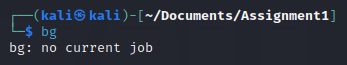 ┌──(kali㉿kali)-[~/Documents/Assignment1]
└─$ bg
bg: no current job